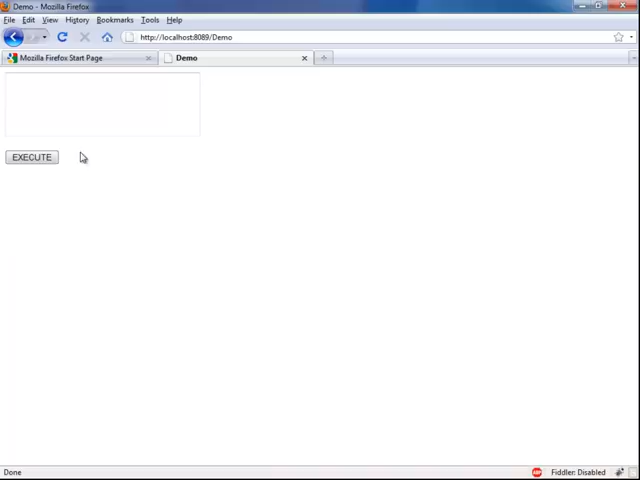 Demo - Mozilla Firefox
File Edit View History Bookmarks Tools Help
http://localhost:8089/Demo
Mozilla Firefox Start Page Demo
EXECUTE
Done ABP Fiddler: Disabled